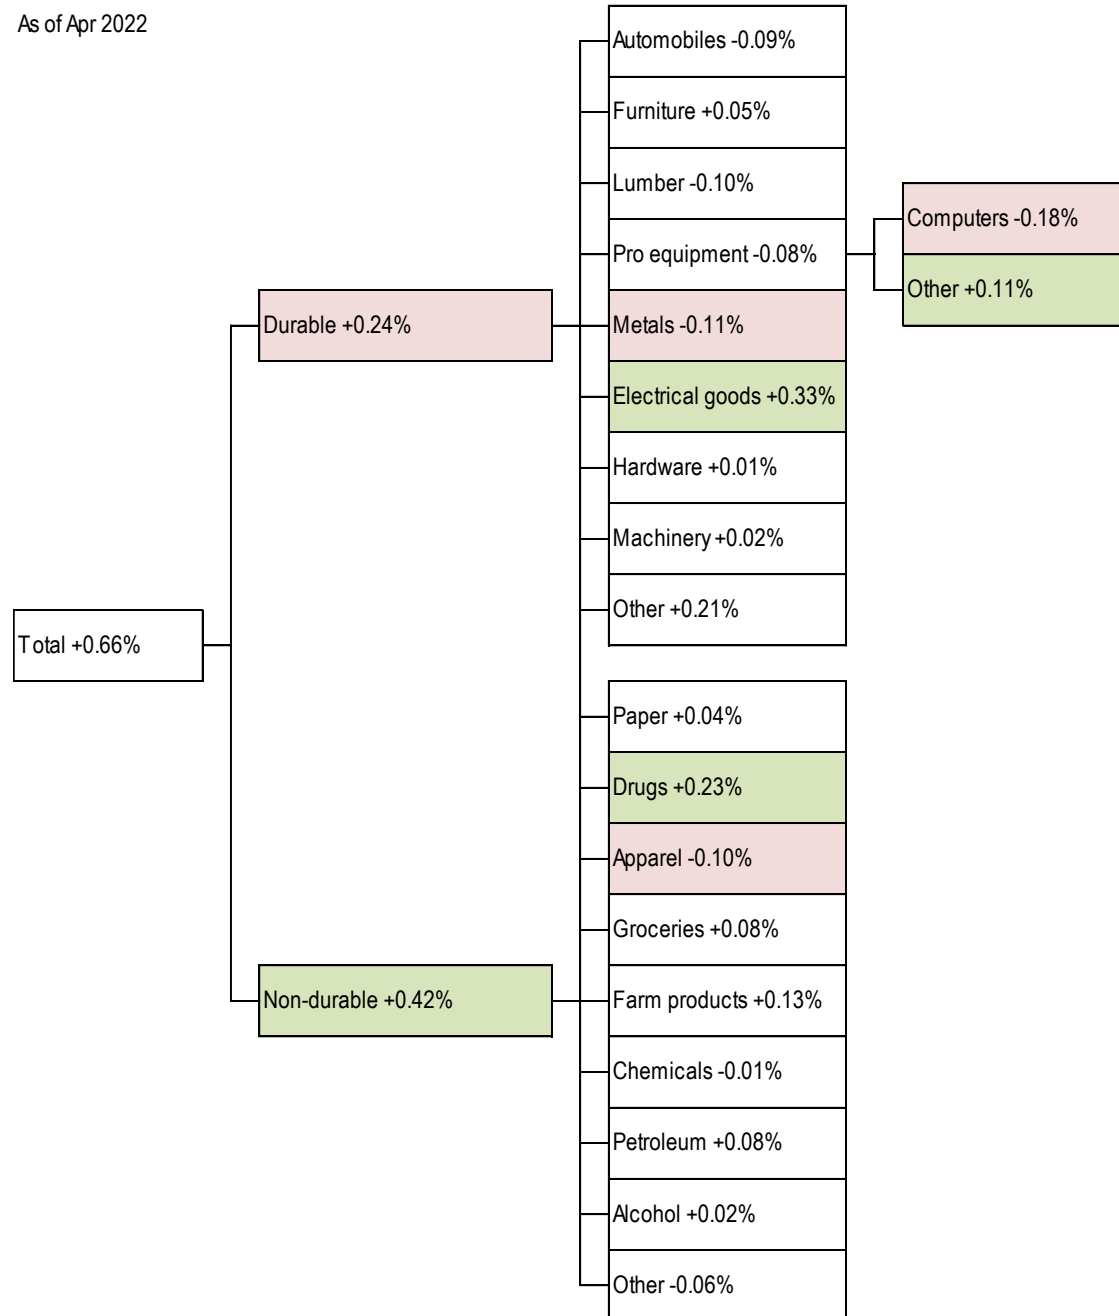 As of Apr 2022
Total +0.66%
Durable +0.24%
Non-durable +0.42%
Automobiles -0.09%
Furniture +0.05%
Lumber -0.10%
Pro equipment -0.08%
Metals -0.11%
Electrical goods +0.33%
Hardware +0.01%
Machinery +0.02%
Other +0.21%
Paper +0.04%
Drugs +0.23%
Apparel -0.10%
Groceries +0.08%
Farm products +0.13%
Chemicals -0.01%
Petroleum +0.08%
Alcohol +0.02%
Other -0.06%
Computers -0.18%
Other +0.11%